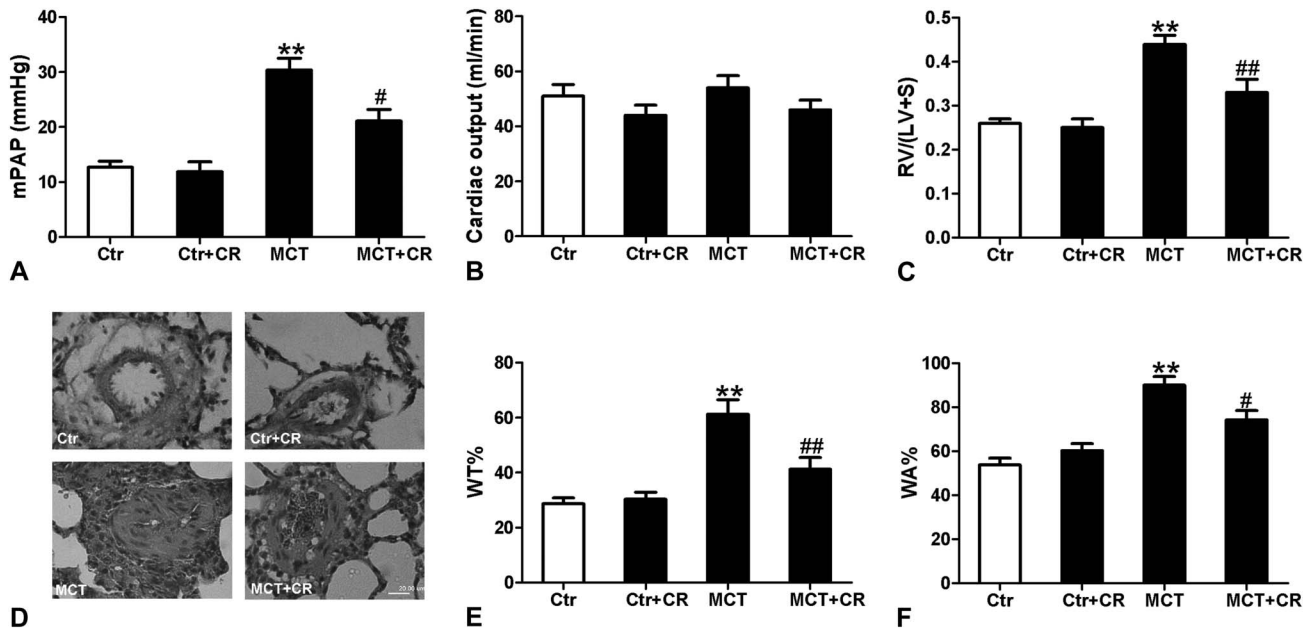 mPAP (mmHg)
40
30
20
10
0
**
#
Ctr
Ctr+CR
MCT
MCT+CR
A
Cardiac output (ml/min)
80
60
40
20
0
Ctr
Ctr+CR
MCT
MCT+CR
B
RV/(LV+S)
0.5
0.4
0.3
0.2
0.1
0.0
**
##
Ctr
Ctr+CR
MCT
MCT+CR
C
Ctr
Ctr+CR
MCT
MCT+CR
20.00 um
D
WT%
80
60
40
20
0
**
##
Ctr
Ctr+CR
MCT
MCT+CR
E
WA%
100
80
60
40
20
0
**
#
Ctr
Ctr+CR
MCT
MCT+CR
F